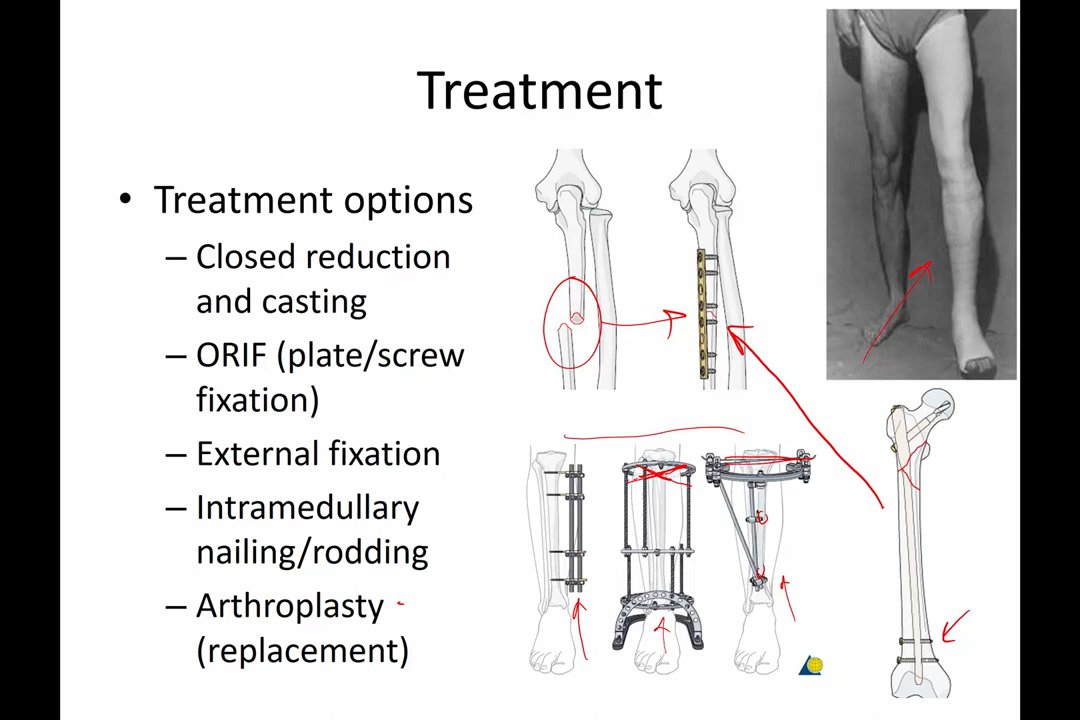 Treatment
• Treatment options
– Closed reduction
and casting
– ORIF (plate/screw
fixation)
– External fixation
– Intramedullary
nailing/rodding
– Arthroplasty
(replacement)